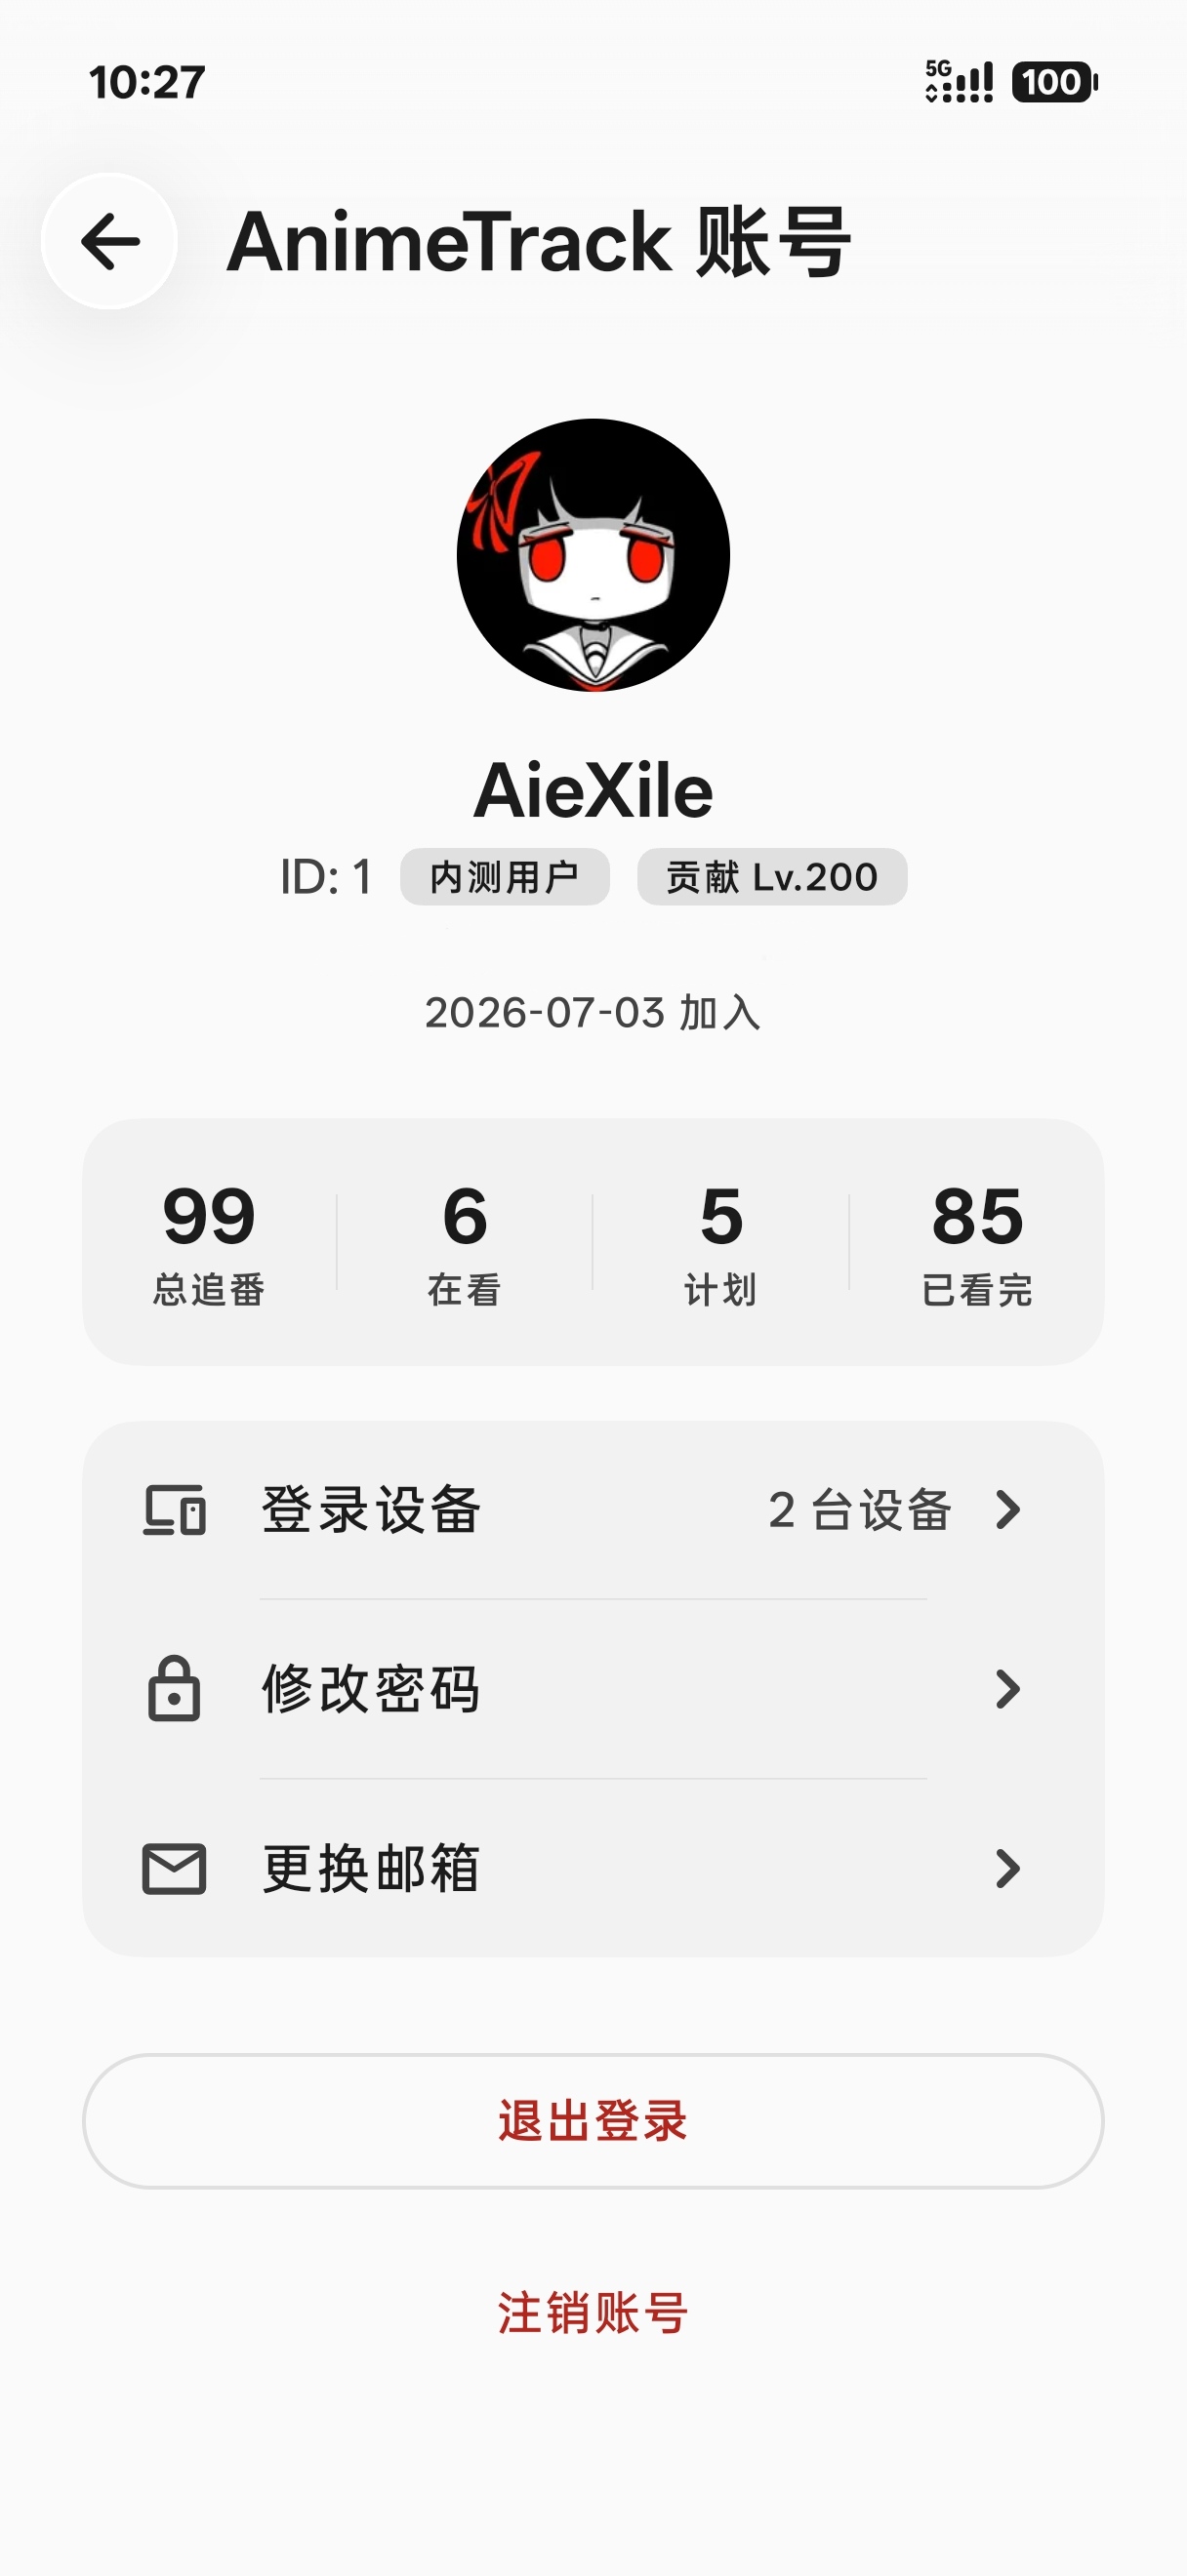 10:27 5G 100
AnimeTrack 账号
AieXile
ID: 1 内测用户 贡献 Lv.200
2026-07-03 加入
99 6 5 85
总追番 在看 计划 已看完
登录设备 2 台设备
修改密码
更换邮箱
退出登录
注销账号